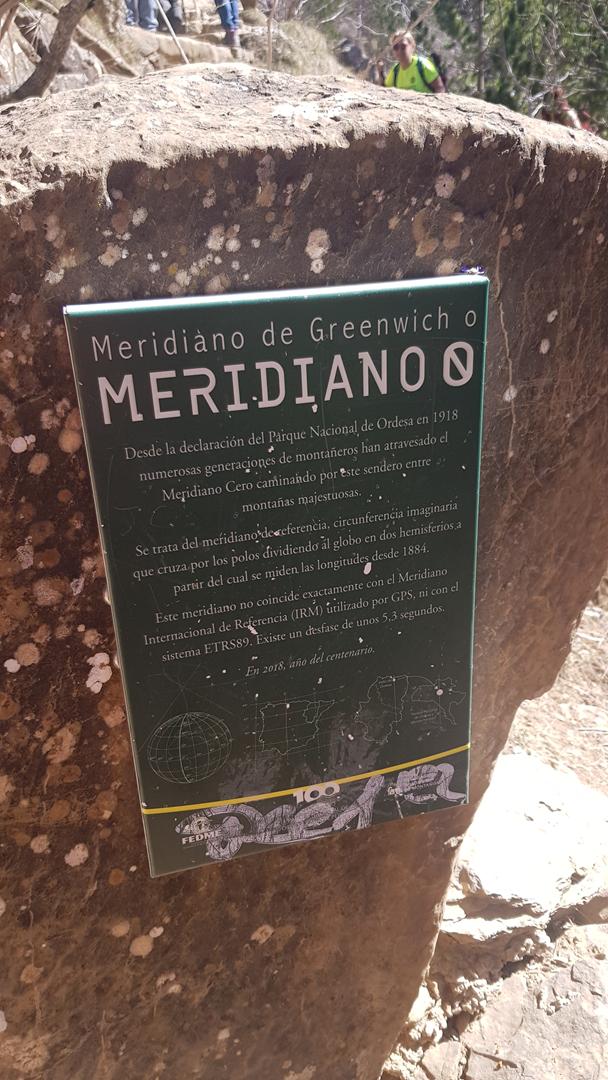 Meridiano de Greenwich o
MERIDIANO 0
Desde la declaración del Parque Nacional de Ordesa en 1918
numerosas generaciones de montañeros han atravesado el
Meridiano Cero caminando por este sendero entre
montañas majestuosas.
Se trata del meridiano de referencia, circunferencia imaginaria
que cruza por los polos dividiendo al globo en dos hemisferios a
partir del cual se miden las longitudes desde 1884.
Este meridiano no coincide exactamente con el Meridiano
Internacional de Referencia (IRM) utilizado por GPS, ni con el
sistema ETRS89. Existe un desfase de unos 5.3 segundos.
En 2018, año del centenario.
100
FEDME